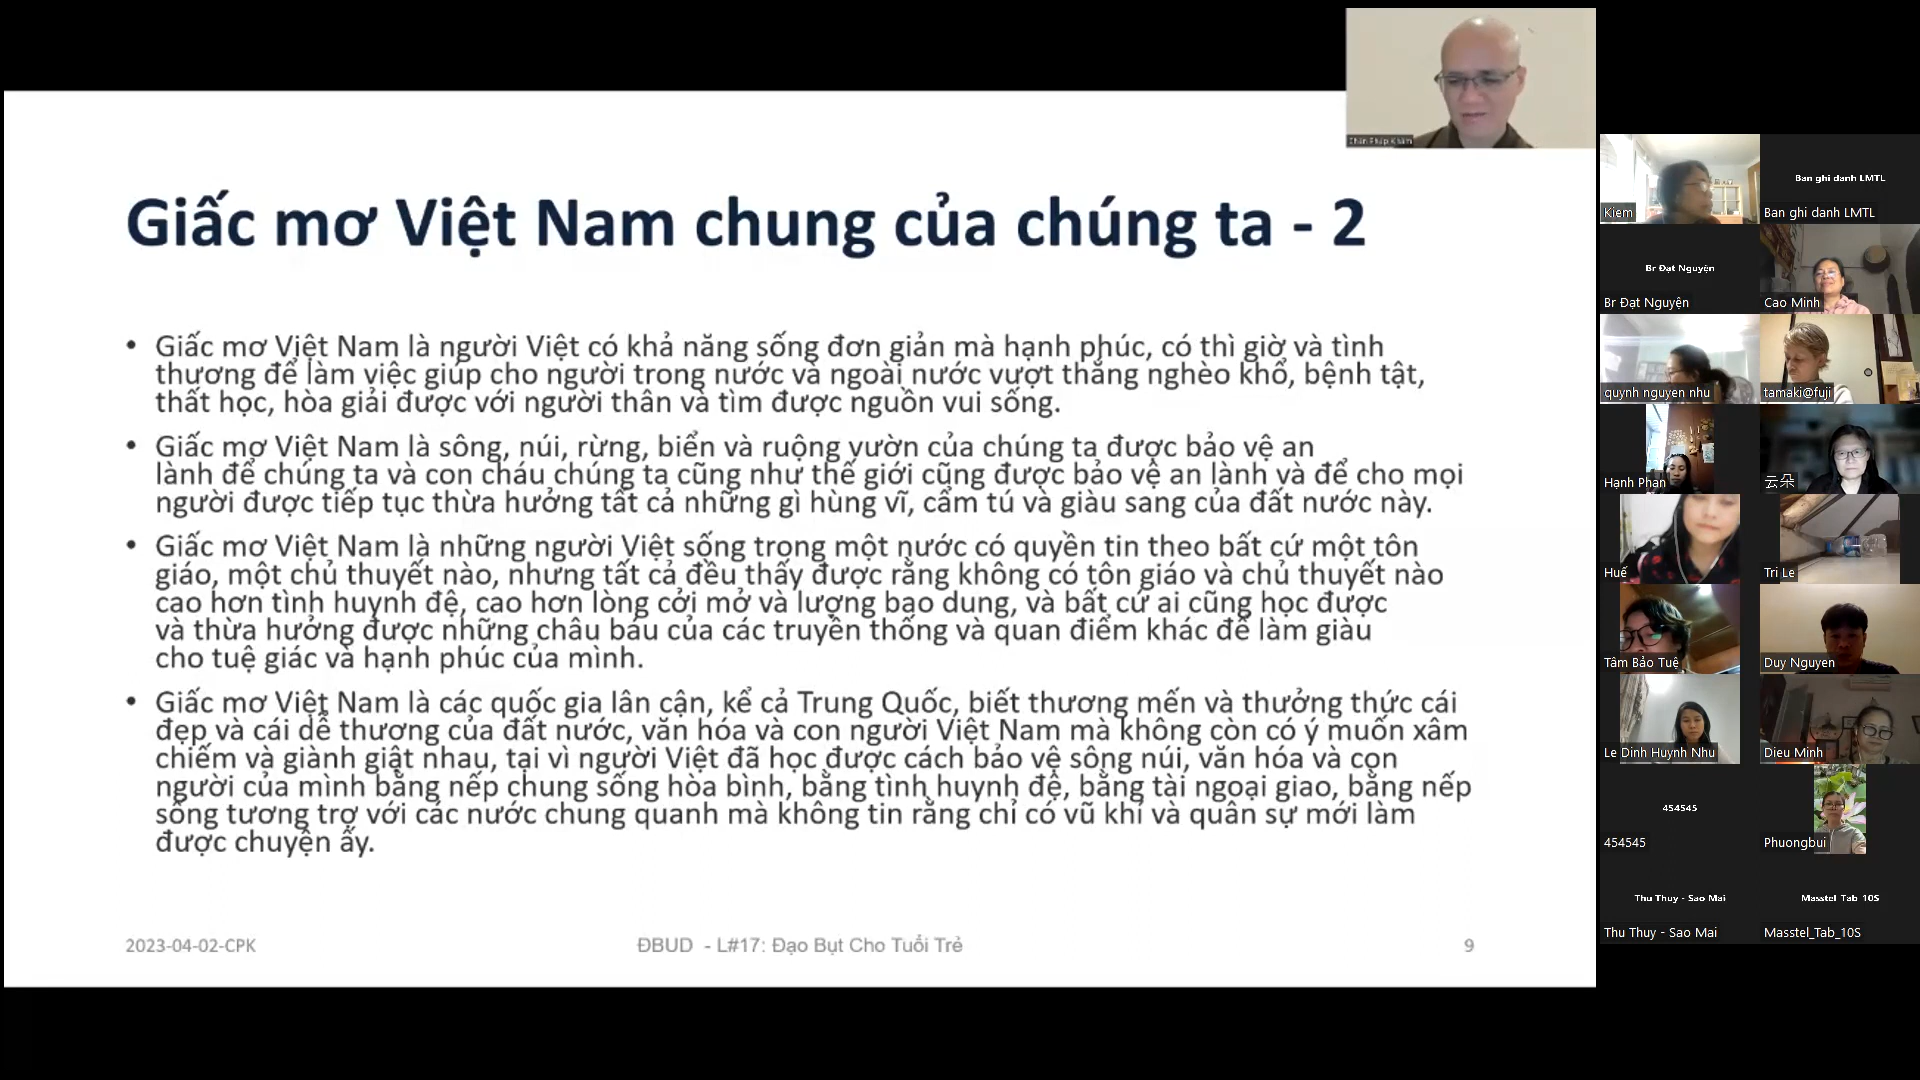 Chân Pháp Khâm
Giấc mơ Việt Nam chung của chúng ta - 2
• Giấc mơ Việt Nam là người Việt có khả năng sống đơn giản mà hạnh phúc, có thì giờ và tình
thương để làm việc giúp cho người trong nước và ngoài nước vượt thắng nghèo khổ, bệnh tật,
thất học, hòa giải được với người thân và tìm được nguồn vui sống.
• Giấc mơ Việt Nam là sông, núi, rừng, biển và ruộng vườn của chúng ta được bảo vệ an
lành để chúng ta và con cháu chúng ta cũng như thế giới cũng được bảo vệ an lành và để cho mọi
người được tiếp tục thừa hưởng tất cả những gì hùng vĩ, cẩm tú và giàu sang của đất nước này.
• Giấc mơ Việt Nam là những người Việt sống trong một nước có quyền tin theo bất cứ một tôn
giáo, một chủ thuyết nào, nhưng tất cả đều thấy được rằng không có tôn giáo và chủ thuyết nào
cao hơn tình huynh đệ, cao hơn lòng cởi mở và lượng bao dung, và bất cứ ai cũng học được
và thừa hưởng được những châu báu của các truyền thống và quan điểm khác để làm giàu
cho tuệ giác và hạnh phúc của mình.
• Giấc mơ Việt Nam là các quốc gia lân cận, kể cả Trung Quốc, biết thương mến và thưởng thức cái
đẹp và cái dễ thương của đất nước, văn hóa và con người Việt Nam mà không còn có ý muốn xâm
chiếm và giành giật nhau, tại vì người Việt đã học được cách bảo vệ sông núi, văn hóa và con
người của mình bằng nếp chung sống hòa bình, bằng tình huynh đệ, bằng tài ngoại giao, bằng nếp
sống tương trợ với các nước chung quanh mà không tin rằng chỉ có vũ khí và quân sự mới làm
được chuyện ấy.
2023-04-02-CPK
ĐBUD - L#17: Đạo Bụt Cho Tuổi Trẻ
9
Kiem
Ban ghi danh LMTL
Ban ghi danh LMTL
Br Đạt Nguyện
Br Đạt Nguyện
Cao Minh
quynh nguyen nhu
tamaki@fuji
Hạnh Phan
云朵
Huế
Tri Le
Tâm Bảo Tuệ
Duy Nguyen
Le Dinh Huynh Nhu
Dieu Minh
454545
454545
Phuongbui
Thu Thuy - Sao Mai
Thu Thuy - Sao Mai
Masstel_Tab_10S
Masstel_Tab_10S